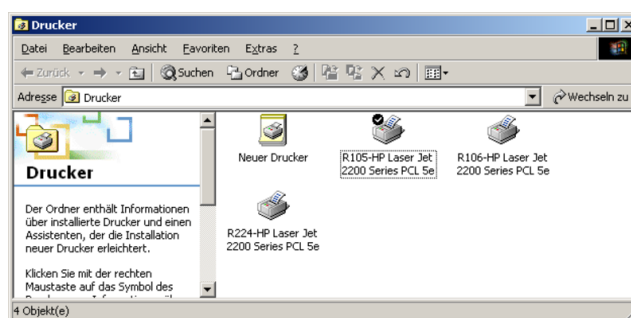 Drucker
Datei Bearbeiten Ansicht Favoriten Extras ?
Zurück Suchen Ordner
Adresse Drucker Wechseln zu
Drucker
Der Ordner enthält Informationen
über installierte Drucker und einen
Assistenten, der die Installation
neuer Drucker erleichtert.
Klicken Sie mit der rechten
Maustaste auf das Symbol des
Neuer Drucker
R105-HP Laser Jet
2200 Series PCL 5e
R106-HP Laser Jet
2200 Series PCL 5e
R224-HP Laser Jet
2200 Series PCL 5e
4 Objekt(e)